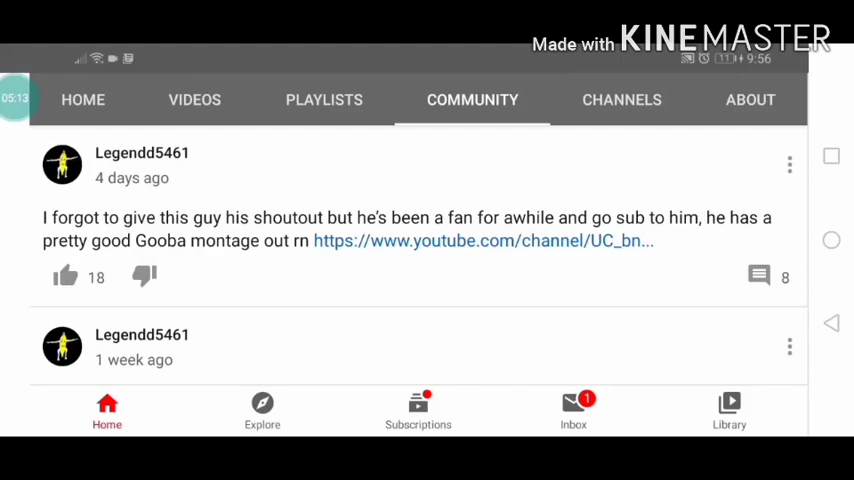 Made with KINEMASTER
11 9:56
05:13
HOME VIDEOS PLAYLISTS COMMUNITY CHANNELS ABOUT
Legendd5461
4 days ago
I forgot to give this guy his shoutout but he's been a fan for awhile and go sub to him, he has a
pretty good Gooba montage out rn https://www.youtube.com/channel/UC_bn...
18 8
Legendd5461
1 week ago
1
Home Explore Subscriptions Inbox Library